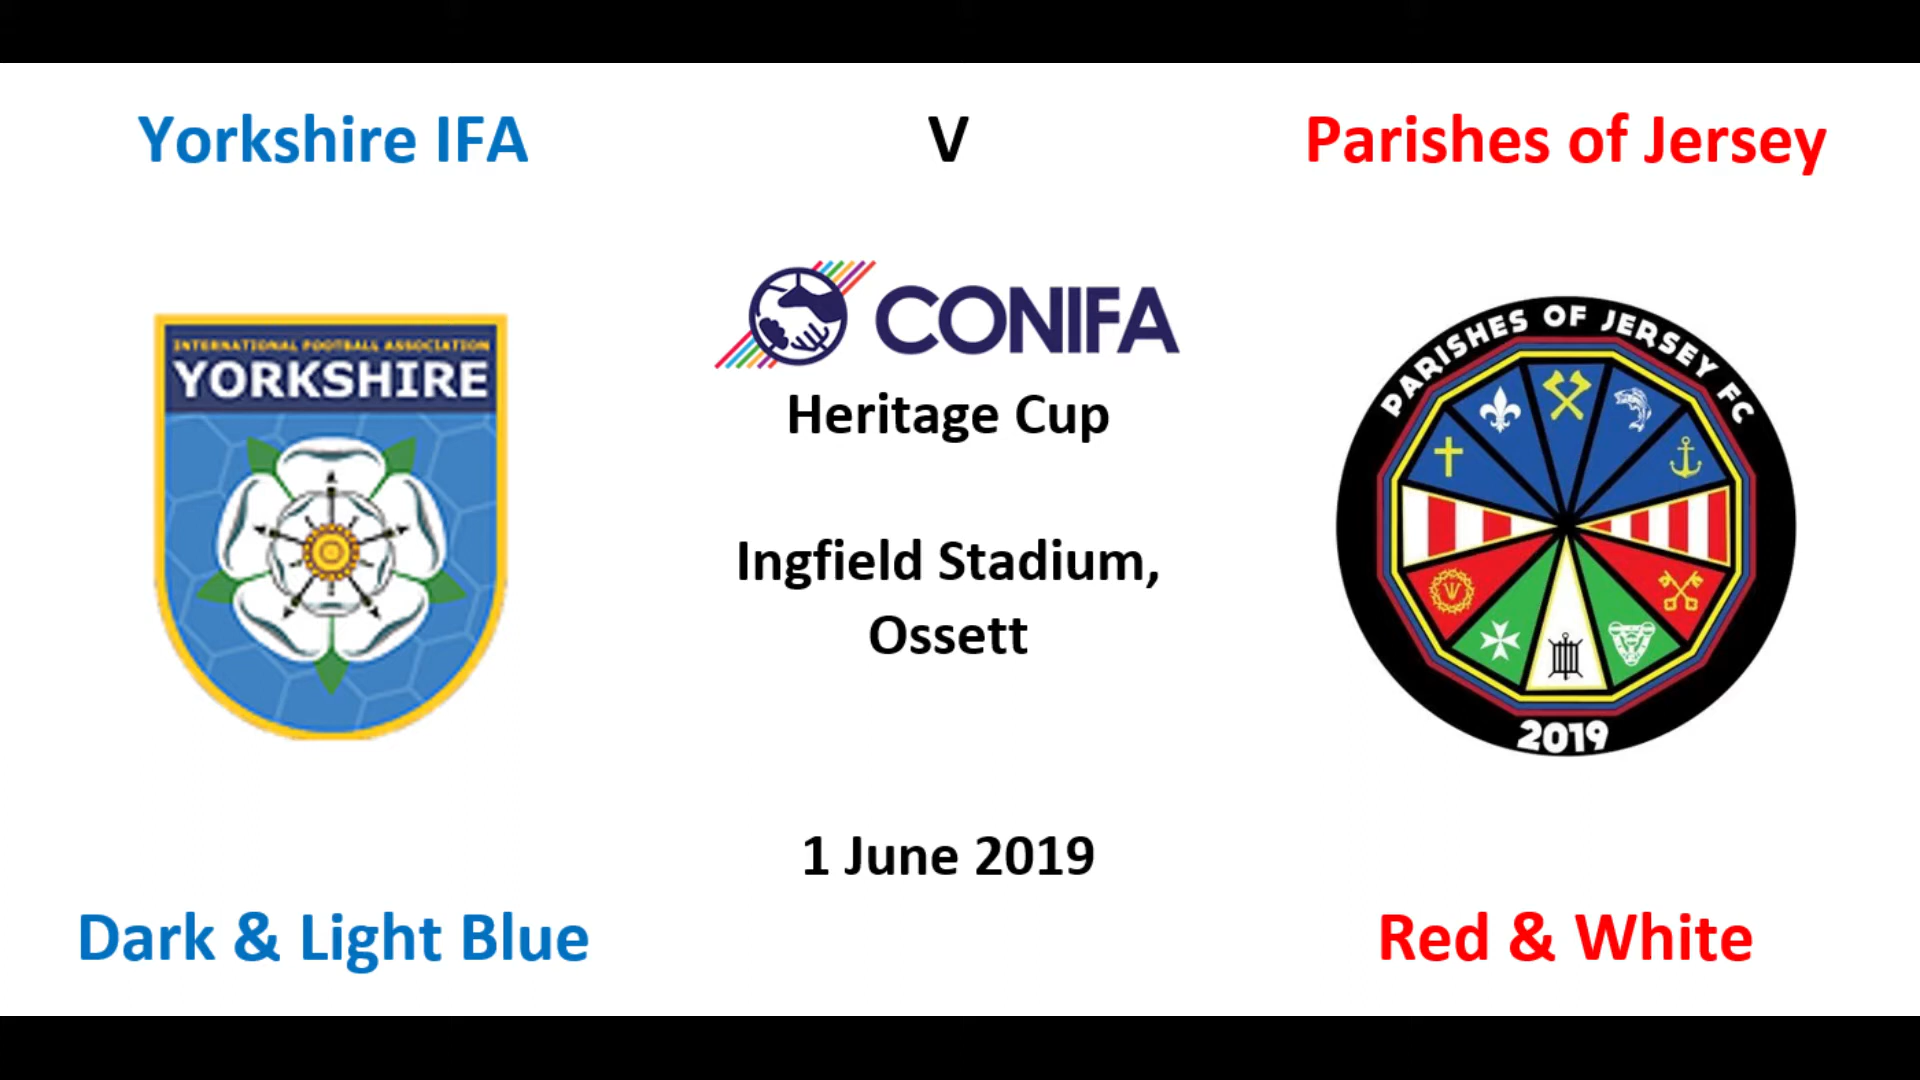 Yorkshire IFA
V
Parishes of Jersey
INTERNATIONAL FOOTBALL ASSOCIATION
YORKSHIRE
CONIFA
Heritage Cup
Ingfield Stadium,
Ossett
PARISHES OF JERSEY FC
2019
1 June 2019
Dark & Light Blue
Red & White